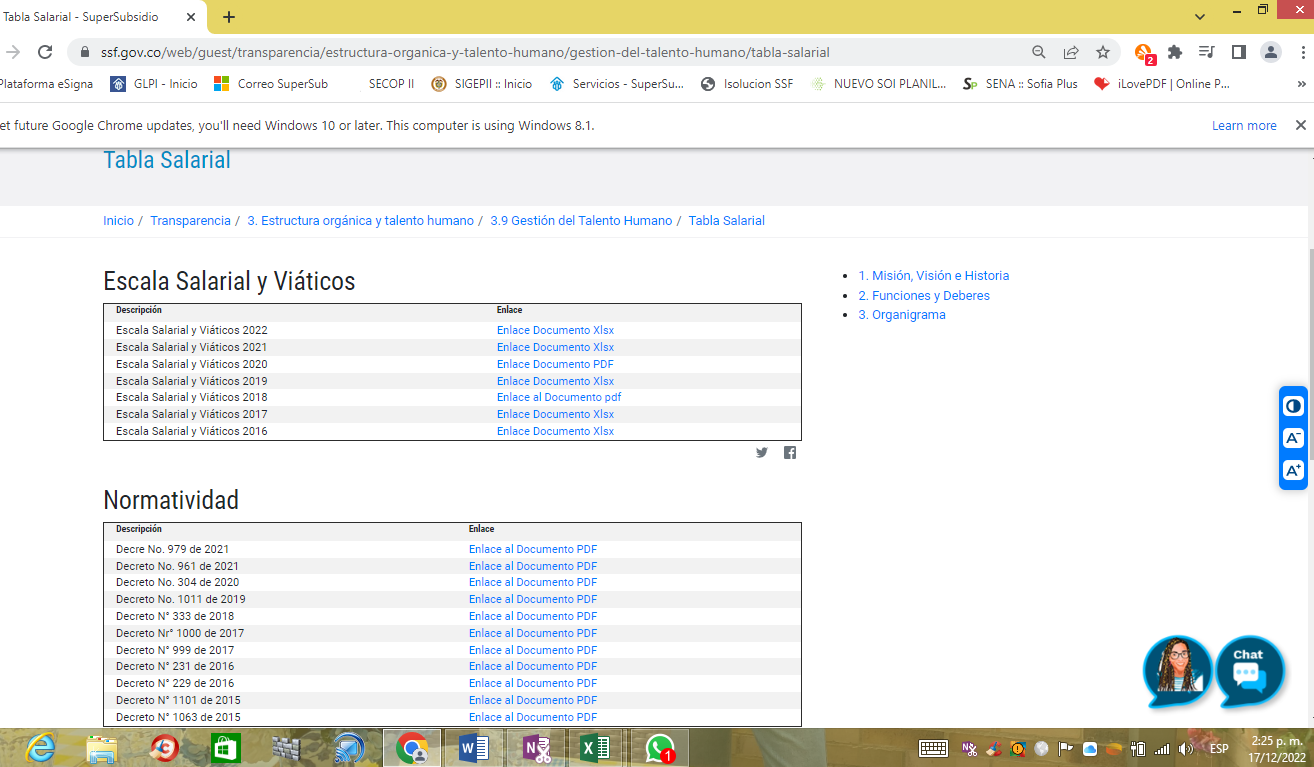 Tabla Salarial - SuperSubsidio
ssf.gov.co/web/guest/transparencia/estructura-organica-y-talento-humano/gestion-del-talento-humano/tabla-salarial
2
Plataforma eSigna GLPI - Inicio Correo SuperSub SECOP II SIGEPII :: Inicio Servicios - SuperSu... Isolucion SSF NUEVO SOI PLANIL... SENA :: Sofia Plus iLovePDF | Online P...
et future Google Chrome updates, you'll need Windows 10 or later. This computer is using Windows 8.1. Learn more
Tabla Salarial
Inicio / Transparencia / 3. Estructura orgánica y talento humano / 3.9 Gestión del Talento Humano / Tabla Salarial
Escala Salarial y Viáticos
Descripción Enlace
Escala Salarial y Viáticos 2022 Enlace Documento Xlsx
Escala Salarial y Viáticos 2021 Enlace Documento Xlsx
Escala Salarial y Viáticos 2020 Enlace Documento PDF
Escala Salarial y Viáticos 2019 Enlace Documento Xlsx
Escala Salarial y Viáticos 2018 Enlace al Documento pdf
Escala Salarial y Viáticos 2017 Enlace Documento Xlsx
Escala Salarial y Viáticos 2016 Enlace Documento Xlsx
1. Misión, Visión e Historia
2. Funciones y Deberes
3. Organigrama
A-
A+
Normatividad
Descripción Enlace
Decre No. 979 de 2021 Enlace al Documento PDF
Decreto No. 961 de 2021 Enlace al Documento PDF
Decreto No. 304 de 2020 Enlace al Documento PDF
Decreto No. 1011 de 2019 Enlace al Documento PDF
Decreto N° 333 de 2018 Enlace al Documento PDF
Decreto Nr° 1000 de 2017 Enlace al Documento PDF
Decreto N° 999 de 2017 Enlace al Documento PDF
Decreto N° 231 de 2016 Enlace al Documento PDF
Decreto N° 229 de 2016 Enlace al Documento PDF
Decreto N° 1101 de 2015 Enlace al Documento PDF
Decreto N° 1063 de 2015 Enlace al Documento PDF
Chat
1
ESP
2:25 p. m.
17/12/2022